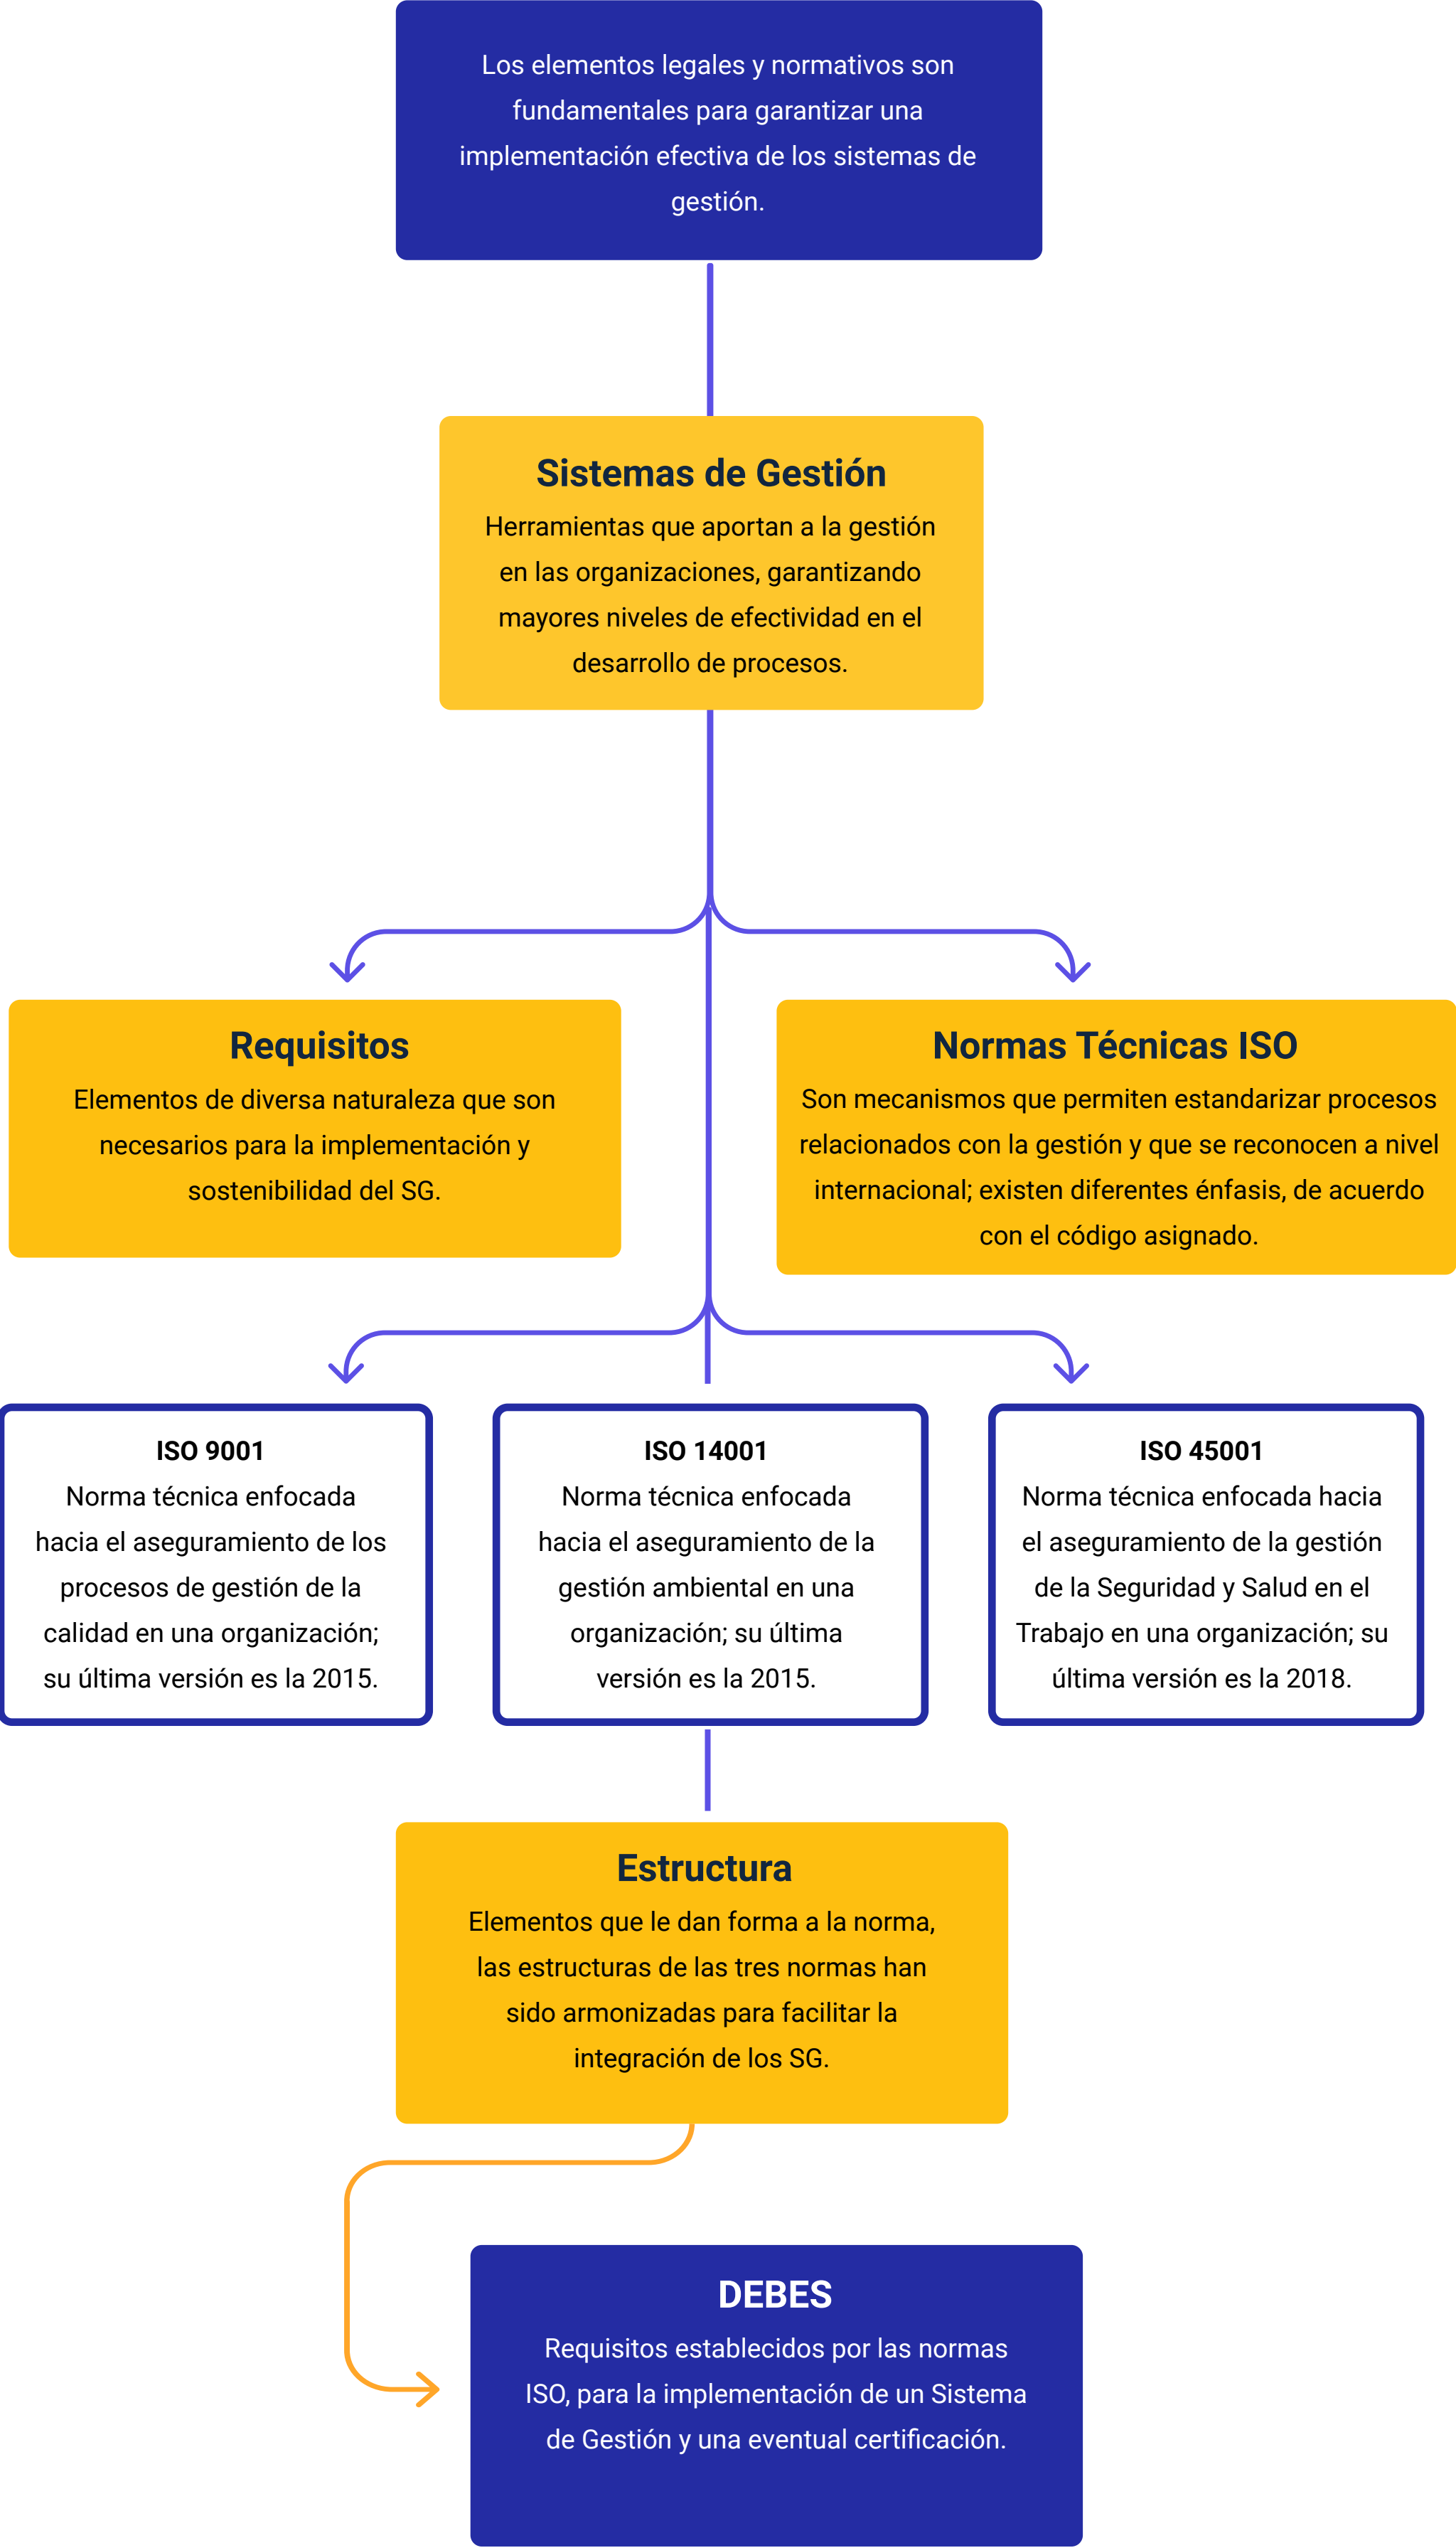 Los elementos legales y normativos son
fundamentales para garantizar una
implementación efectiva de los sistemas de
gestión.
Sistemas de Gestión
Herramientas que aportan a la gestión
en las organizaciones, garantizando
mayores niveles de efectividad en el
desarrollo de procesos.
Requisitos
Elementos de diversa naturaleza que son
necesarios para la implementación y
sostenibilidad del SG.
Normas Técnicas ISO
Son mecanismos que permiten estandarizar procesos
relacionados con la gestión y que se reconocen a nivel
internacional; existen diferentes énfasis, de acuerdo
con el código asignado.
ISO 9001
Norma técnica enfocada
hacia el aseguramiento de los
procesos de gestión de la
calidad en una organización;
su última versión es la 2015.
ISO 14001
Norma técnica enfocada
hacia el aseguramiento de la
gestión ambiental en una
organización; su última
versión es la 2015.
ISO 45001
Norma técnica enfocada hacia
el aseguramiento de la gestión
de la Seguridad y Salud en el
Trabajo en una organización; su
última versión es la 2018.
Estructura
Elementos que le dan forma a la norma,
las estructuras de las tres normas han
sido armonizadas para facilitar la
integración de los SG.
DEBES
Requisitos establecidos por las normas
ISO, para la implementación de un Sistema
de Gestión y una eventual certificación.